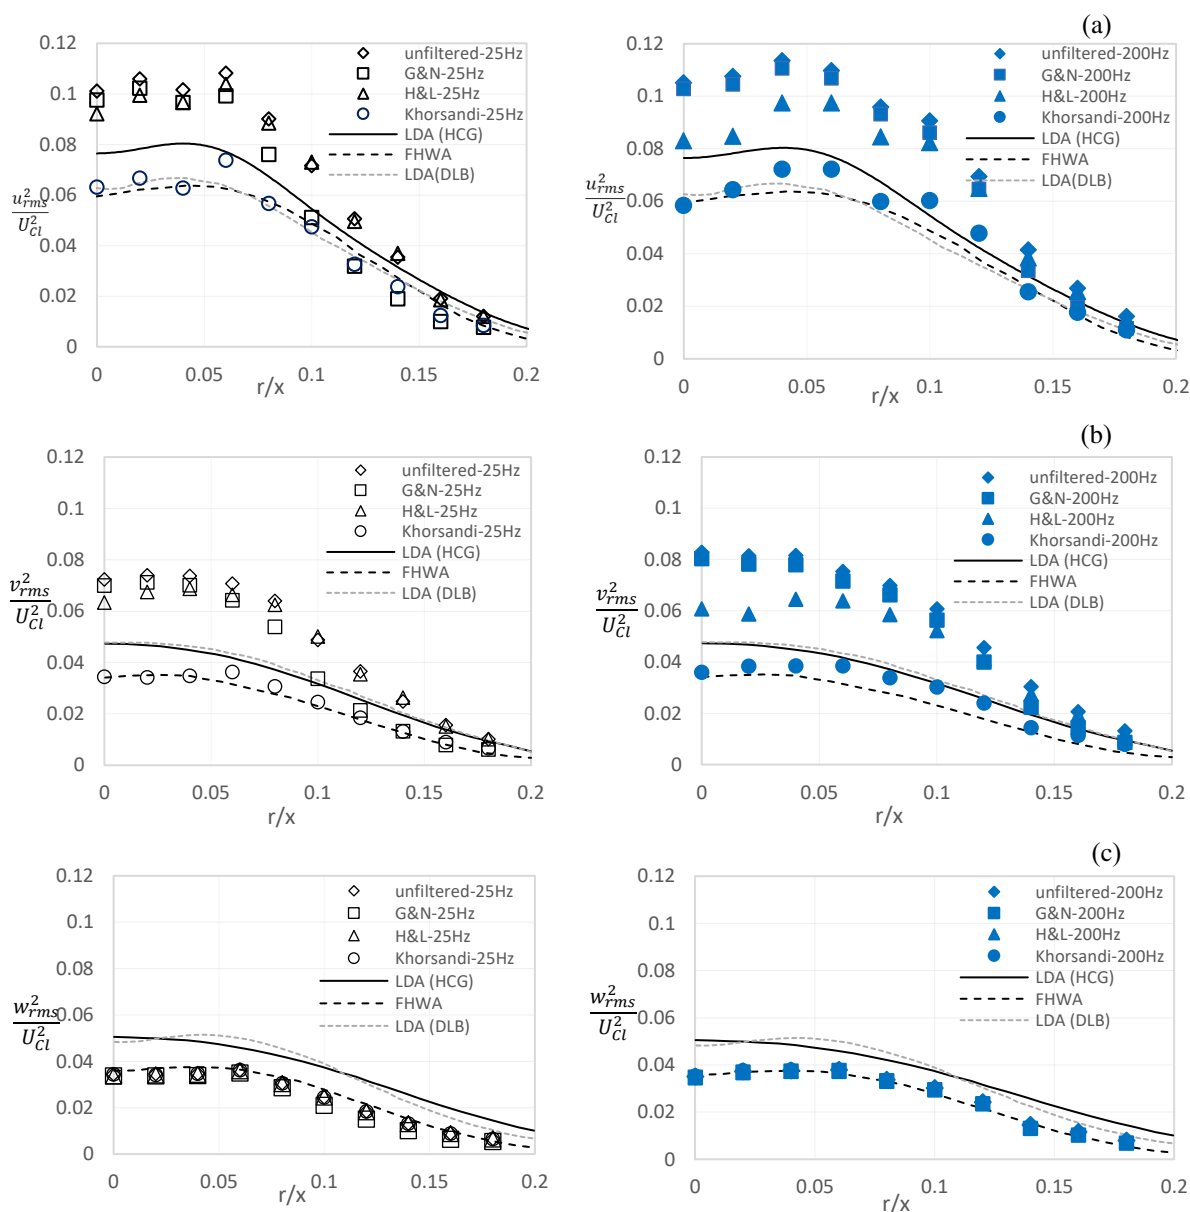 (a)
0.12
0.1
0.08
0.06
0.04
0.02
0
u²rms/U²Cl
unfiltered-25Hz
G&N-25Hz
H&L-25Hz
Khorsandi-25Hz
LDA (HCG)
FHWA
LDA(DLB)
0 0.05 0.1 0.15 0.2
r/x
0.12
0.1
0.08
0.06
0.04
0.02
0
u²rms/U²Cl
unfiltered-200Hz
G&N-200Hz
H&L-200Hz
Khorsandi-200Hz
LDA (HCG)
FHWA
LDA(DLB)
0 0.05 0.1 0.15 0.2
r/x
(b)
0.12
0.1
0.08
0.06
0.04
0.02
0
v²rms/U²Cl
unfiltered-25Hz
G&N-25Hz
H&L-25Hz
Khorsandi-25Hz
LDA (HCG)
FHWA
LDA (DLB)
0 0.05 0.1 0.15 0.2
r/x
0.12
0.1
0.08
0.06
0.04
0.02
0
v²rms/U²Cl
unfiltered-200Hz
G&N-200Hz
H&L-200Hz
Khorsandi-200Hz
LDA (HCG)
FHWA
LDA (DLB)
0 0.05 0.1 0.15 0.2
r/x
(c)
0.12
0.1
0.08
0.06
0.04
0.02
0
w²rms/U²Cl
unfiltered-25Hz
G&N-25Hz
H&L-25Hz
Khorsandi-25Hz
LDA (HCG)
FHWA
LDA (DLB)
0 0.05 0.1 0.15 0.2
r/x
0.12
0.1
0.08
0.06
0.04
0.02
0
w²rms/U²Cl
unfiltered-200Hz
G&N-200Hz
H&L-200Hz
Khorsandi-200Hz
LDA (HCG)
FHWA
LDA (DLB)
0 0.05 0.1 0.15 0.2
r/x